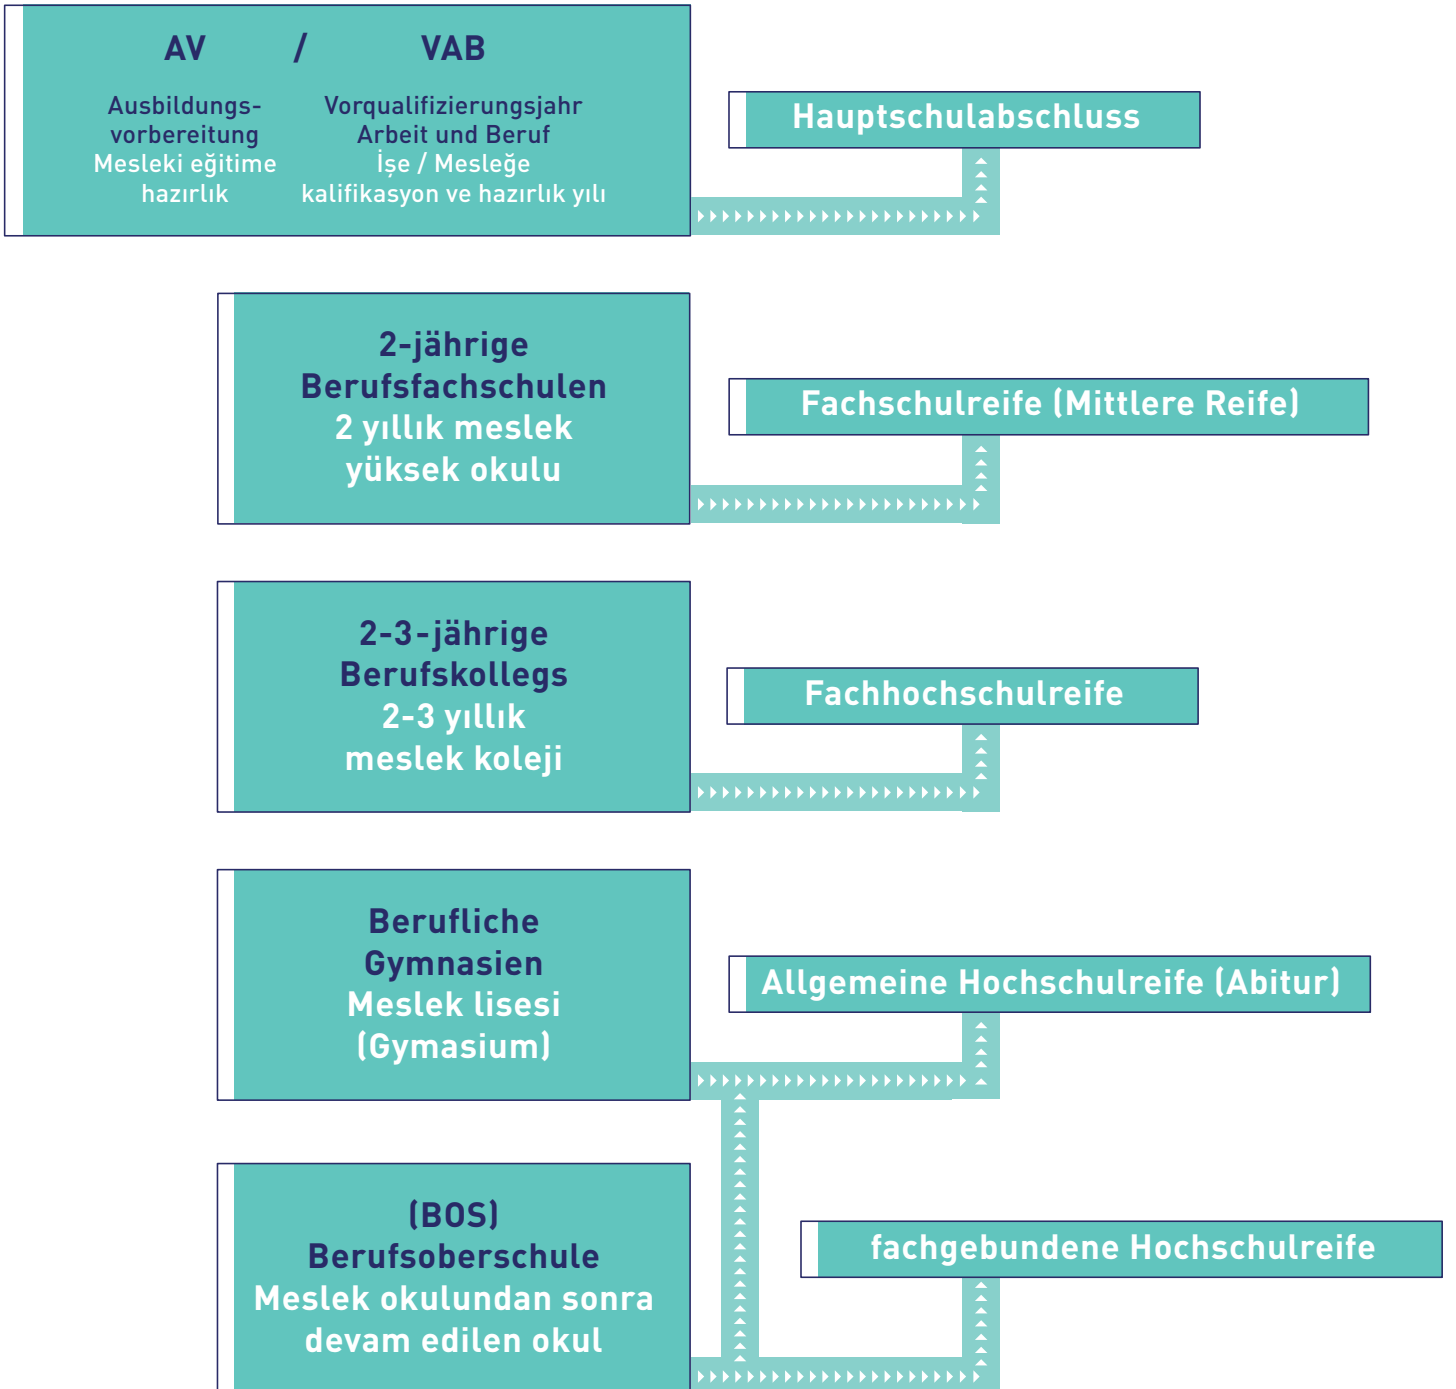 AV / VAB
Ausbildungs-
vorbereitung
Mesleki eğitime
hazırlık
Vorqualifizierungsjahr
Arbeit und Beruf
İşe / Mesleğe
kalifikasyon ve hazırlık yılı
Hauptschulabschluss
2-jährige
Berufsfachschulen
2 yıllık meslek
yüksek okulu
Fachschulreife (Mittlere Reife)
2-3-jährige
Berufskollegs
2-3 yıllık
meslek koleji
Fachhochschulreife
Berufliche
Gymnasien
Meslek lisesi
(Gymasium)
Allgemeine Hochschulreife (Abitur)
(BOS)
Berufsoberschule
Meslek okulundan sonra
devam edilen okul
fachgebundene Hochschulreife